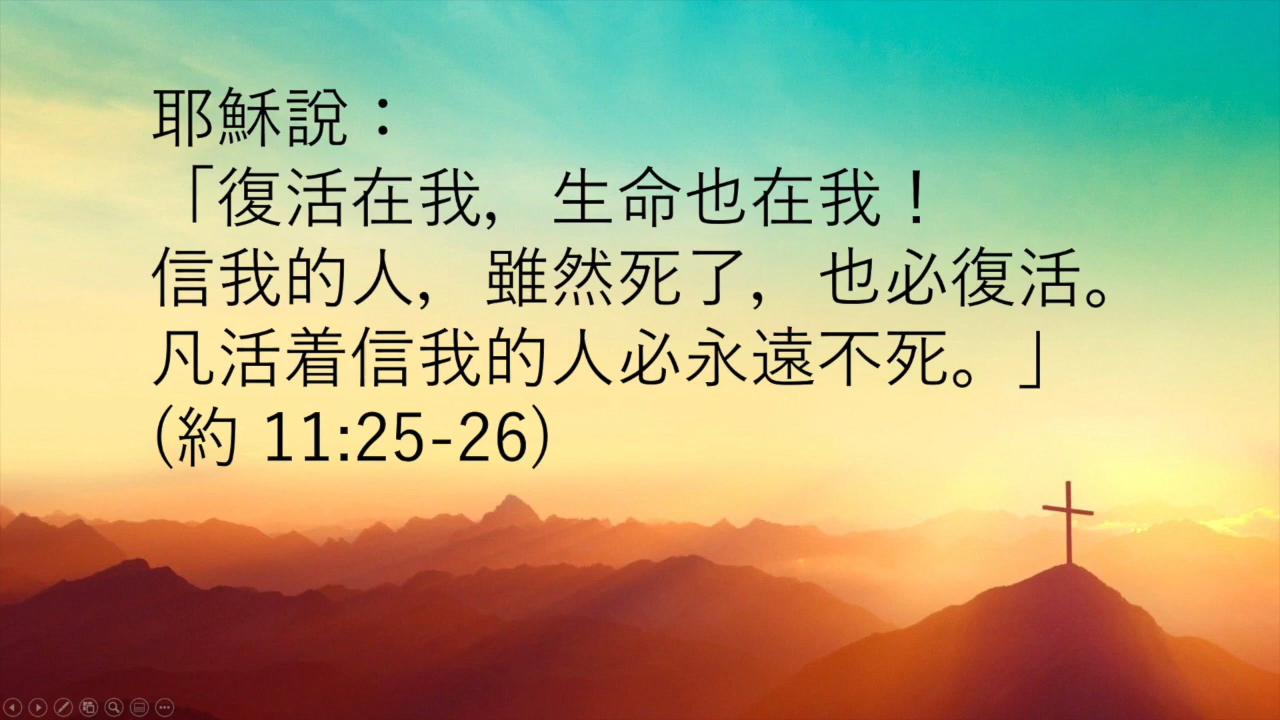 耶穌說：
「復活在我，生命也在我！
信我的人，雖然死了，也必復活。
凡活着信我的人必永遠不死。」
(約 11:25-26)